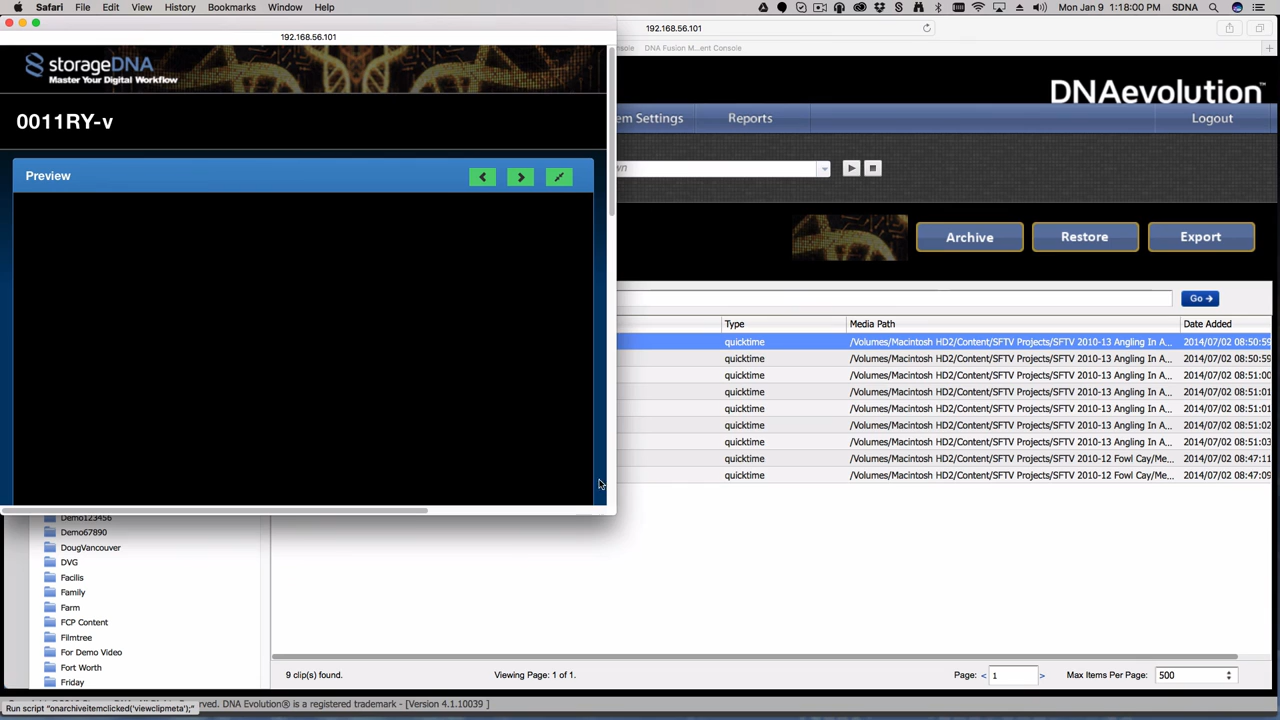 Safari File Edit View History Bookmarks Window Help Mon Jan 9 1:18:00 PM SDNA
192.168.56.101
192.168.56.101
nsole DNA Fusion M...ent Console
storageDNA
Master Your Digital Workflow
DNAevolution™
0011RY-v
em Settings Reports Logout
wn
Preview
Archive Restore Export
Go
Type Media Path Date Added
quicktime /Volumes/Macintosh HD2/Content/SFTV Projects/SFTV 2010-13 Angling In A... 2014/07/02 08:50:59
quicktime /Volumes/Macintosh HD2/Content/SFTV Projects/SFTV 2010-13 Angling In A... 2014/07/02 08:50:59
quicktime /Volumes/Macintosh HD2/Content/SFTV Projects/SFTV 2010-13 Angling In A... 2014/07/02 08:51:00
quicktime /Volumes/Macintosh HD2/Content/SFTV Projects/SFTV 2010-13 Angling In A... 2014/07/02 08:51:01
quicktime /Volumes/Macintosh HD2/Content/SFTV Projects/SFTV 2010-13 Angling In A... 2014/07/02 08:51:01
quicktime /Volumes/Macintosh HD2/Content/SFTV Projects/SFTV 2010-13 Angling In A... 2014/07/02 08:51:02
quicktime /Volumes/Macintosh HD2/Content/SFTV Projects/SFTV 2010-13 Angling In A... 2014/07/02 08:51:03
quicktime /Volumes/Macintosh HD2/Content/SFTV Projects/SFTV 2010-12 Fowl Cay/Me... 2014/07/02 08:47:11
quicktime /Volumes/Macintosh HD2/Content/SFTV Projects/SFTV 2010-12 Fowl Cay/Me... 2014/07/02 08:47:09
Demo123456
Demo67890
DougVancouver
DVG
Facilis
Family
Farm
FCP Content
Filmtree
For Demo Video
Fort Worth
Friday
9 clip(s) found. Viewing Page: 1 of 1. Page: < 1 > Max Items Per Page: 500
rved. DNA Evolution® is a registered trademark - [Version 4.1.10039 ]
Run script "onarchiveitemclicked('viewclipmeta');"